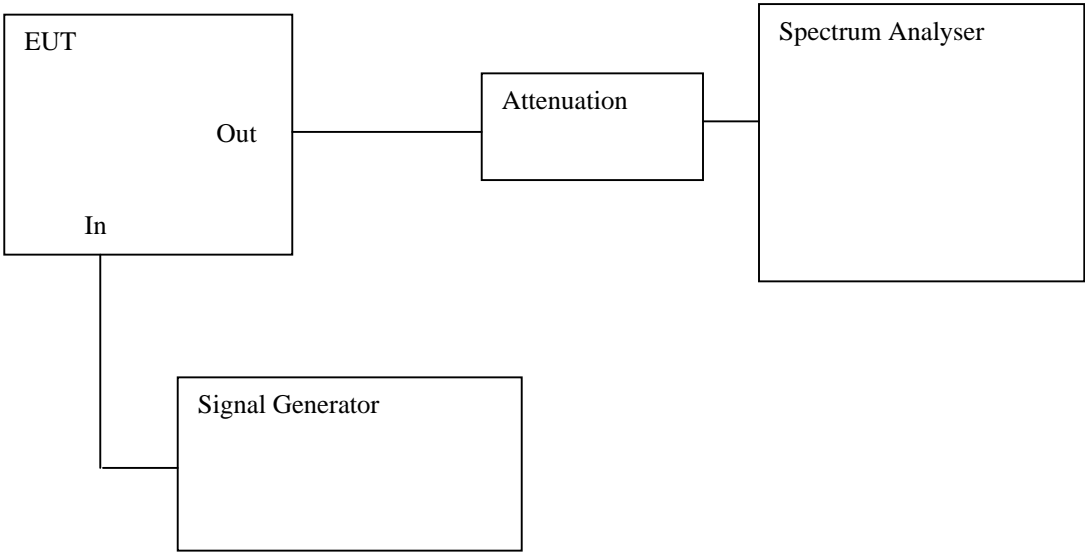 EUT
Spectrum Analyser
Attenuation
Out
In
Signal Generator